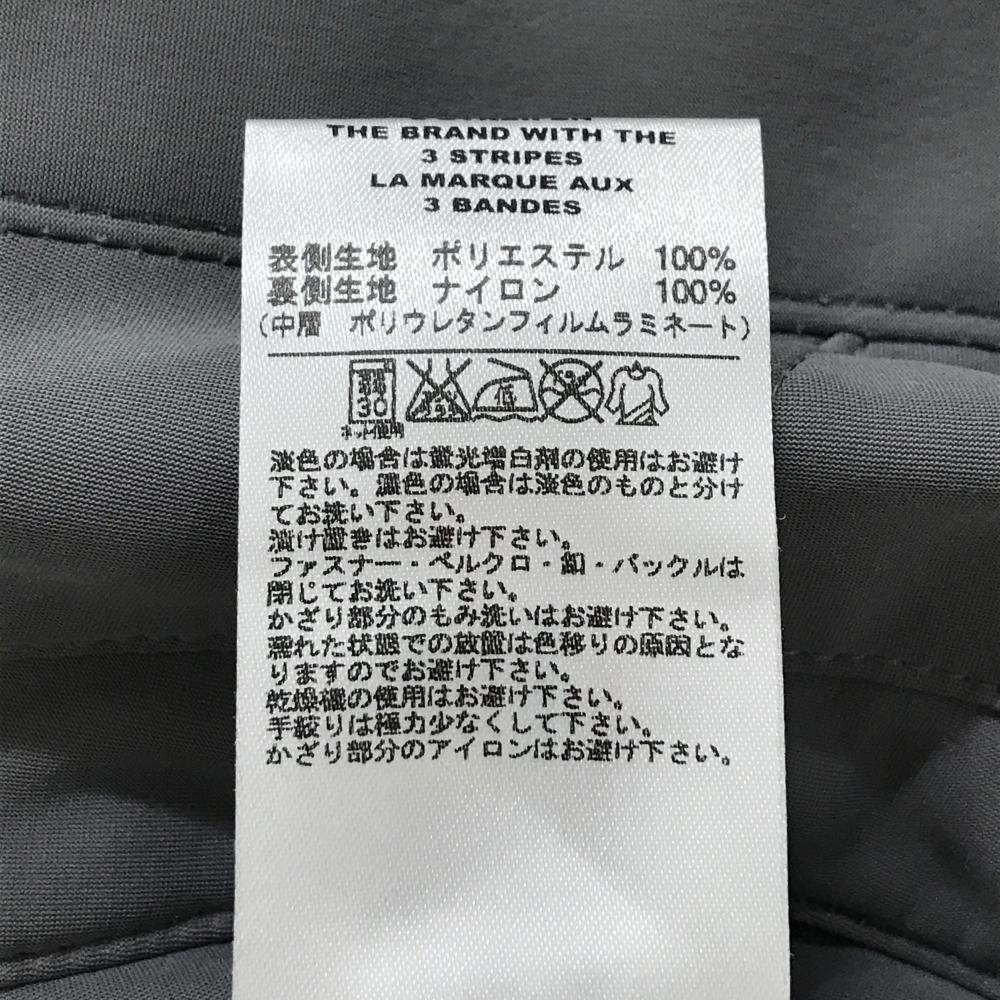 THE BRAND WITH THE
3 STRIPES
LA MARQUE AUX
3 BANDES
表側生地 ポリエステル 100%
裏側生地 ナイロン 100%
(中層 ポリウレタンフィルムラミネート)
30 低
ネット使用
淡色の場合は蛍光増白剤の使用はお避け
下さい。濃色の場合は淡色のものと分け
てお洗い下さい。
漬け置きはお避け下さい。
ファスナー・ベルクロ・釦・バックルは
閉じてお洗い下さい。
かざり部分のもみ洗いはお避け下さい。
濡れた状態での放置は色移りの原因とな
りますのでお避け下さい。
乾燥機の使用はお避け下さい。
手絞りは極力少なくして下さい。
かざり部分のアイロンはお避け下さい。